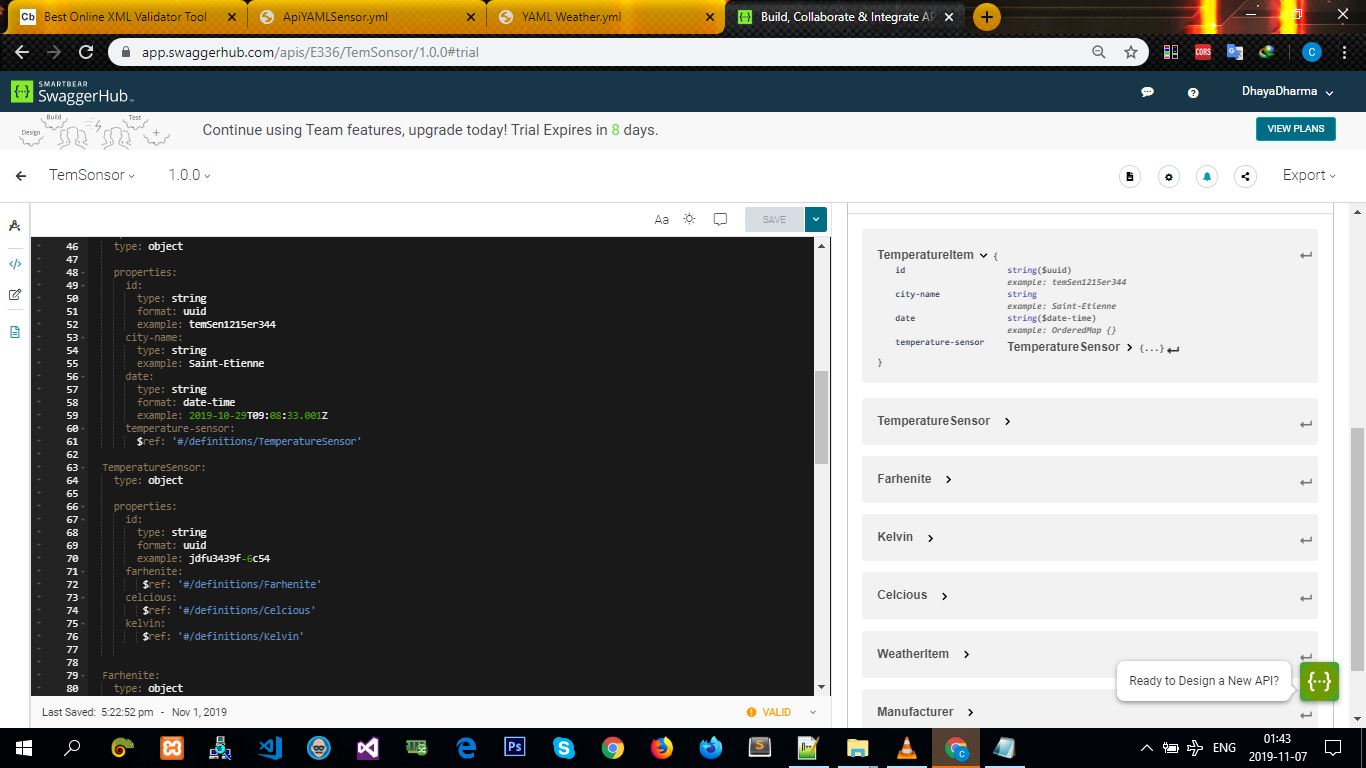 Cb Best Online XML Validator Tool
ApiYAMLSensor.yml
YAML Weather.yml
Build, Collaborate & Integrate AP
app.swaggerhub.com/apis/E336/TemSonsor/1.0.0#trial
CORS
C
SMARTBEAR
SwaggerHub
DhayaDharma
Design
Build
Test
Continue using Team features, upgrade today! Trial Expires in 8 days.
VIEW PLANS
TemSonsor
1.0.0
Export
Aa
SAVE
46 type: object
47
48 properties:
49 id:
50 type: string
51 format: uuid
52 example: temSen1215er344
53 city-name:
54 type: string
55 example: Saint-Etienne
56 date:
57 type: string
58 format: date-time
59 example: 2019-10-29T09:08:33.001Z
60 temperature-sensor:
61 $ref: '#/definitions/TemperatureSensor'
62
63 TemperatureSensor:
64 type: object
65
66 properties:
67 id:
68 type: string
69 format: uuid
70 example: jdfu3439f-6c54
71 farhenite:
72 $ref: '#/definitions/Farhenite'
73 celcious:
74 $ref: '#/definitions/Celcious'
75 kelvin:
76 $ref: '#/definitions/Kelvin'
77
78
79 Farhenite:
80 type: object
Last Saved: 5:22:52 pm - Nov 1, 2019
VALID
TemperatureItem {
id string($uuid)
example: temSen1215er344
city-name string
example: Saint-Etienne
date string($date-time)
example: OrderedMap {}
temperature-sensor TemperatureSensor {...}
}
TemperatureSensor
Farhenite
Kelvin
Celcious
WeatherItem
Manufacturer
Ready to Design a New API?
Ps
S
C
ENG
01:43
2019-11-07